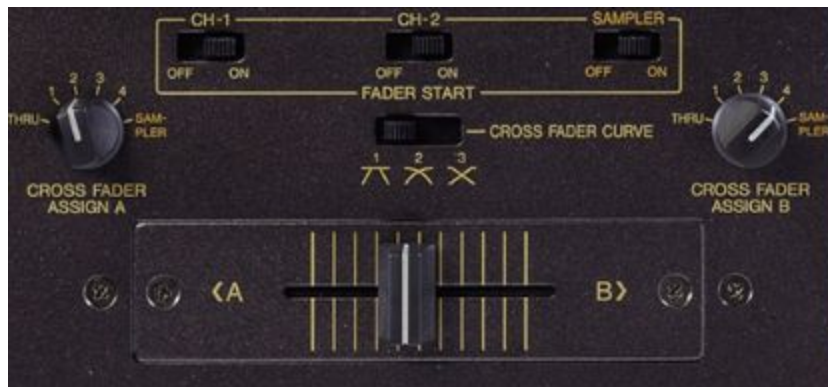 CH-1 CH-2 SAMPLER
OFF ON OFF ON OFF ON
FADER START
THRU 1 2 3 4 SAM-
PLER
CROSS FADER
ASSIGN A
CROSS FADER CURVE
1 2 3
THRU 1 2 3 4 SAM-
PLER
CROSS FADER
ASSIGN B
A B